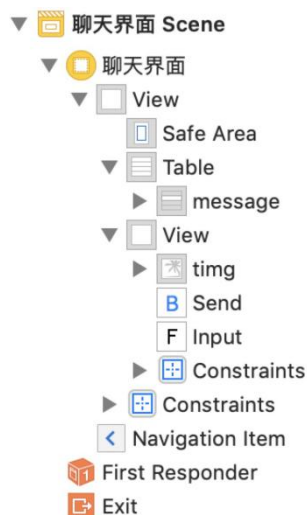 聊天界面 Scene
聊天界面
View
Safe Area
Table
message
View
timg
B Send
F Input
Constraints
Constraints
Navigation Item
First Responder
Exit